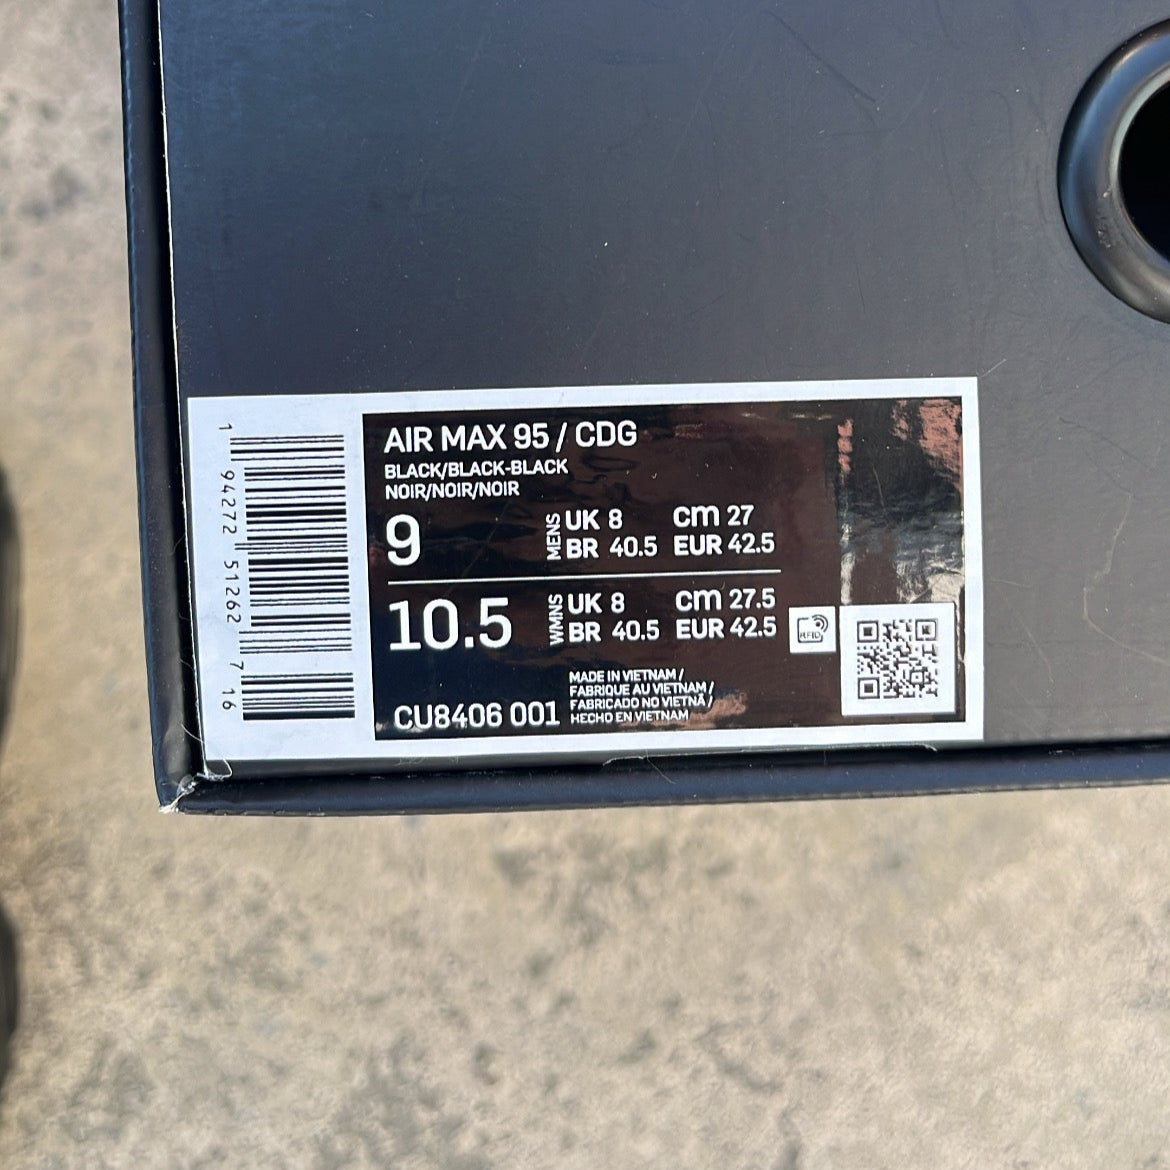 AIR MAX 95 / CDG
BLACK/BLACK-BLACK
NOIR/NOIR/NOIR
9
MENS
UK 8 cm 27
BR 40.5 EUR 42.5
10.5
WMNS
UK 8 cm 27.5
BR 40.5 EUR 42.5
RFID
CU8406 001
MADE IN VIETNAM /
FABRIQUE AU VIETNAM /
FABRICADO NO VIETNÃ /
HECHO EN VIETNAM
1 94272 51262 7 16